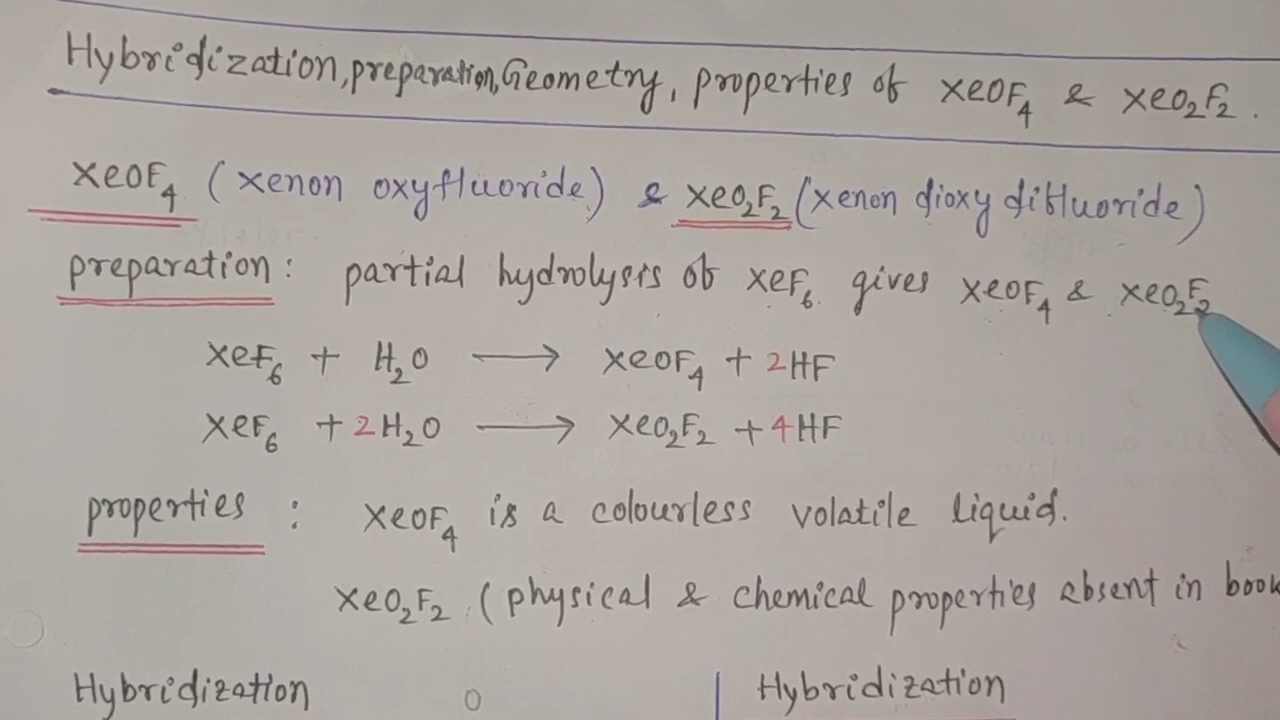 Hybridization, preparation, Geometry, properties of XeOF₄ & XeO₂F₂.
XeOF₄ (xenon oxyfluoride) & XeO₂F₂ (xenon dioxy difluoride)
preparation: partial hydrolysis of XeF₆ gives XeOF₄ & XeO₂F₂
XeF₆ + H₂O → XeOF₄ + 2HF
XeF₆ + 2H₂O → XeO₂F₂ + 4HF
properties : XeOF₄ is a colourless volatile liquid.
XeO₂F₂ (physical & chemical properties absent in book
Hybridization O Hybridization